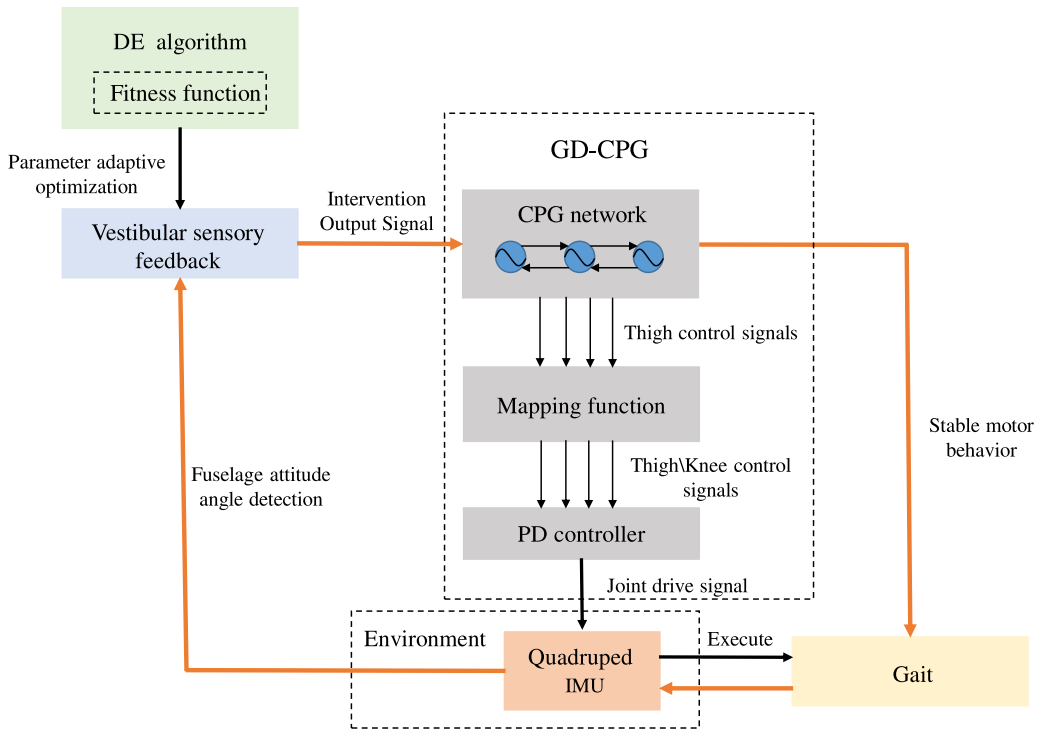 DE algorithm
Fitness function
Parameter adaptive
optimization
Vestibular sensory
feedback
Intervention
Output Signal
GD-CPG
CPG network
Thigh control signals
Mapping function
Thigh\Knee control
signals
PD controller
Joint drive signal
Stable motor
behavior
Fuselage attitude
angle detection
Environment
Quadruped
IMU
Execute
Gait